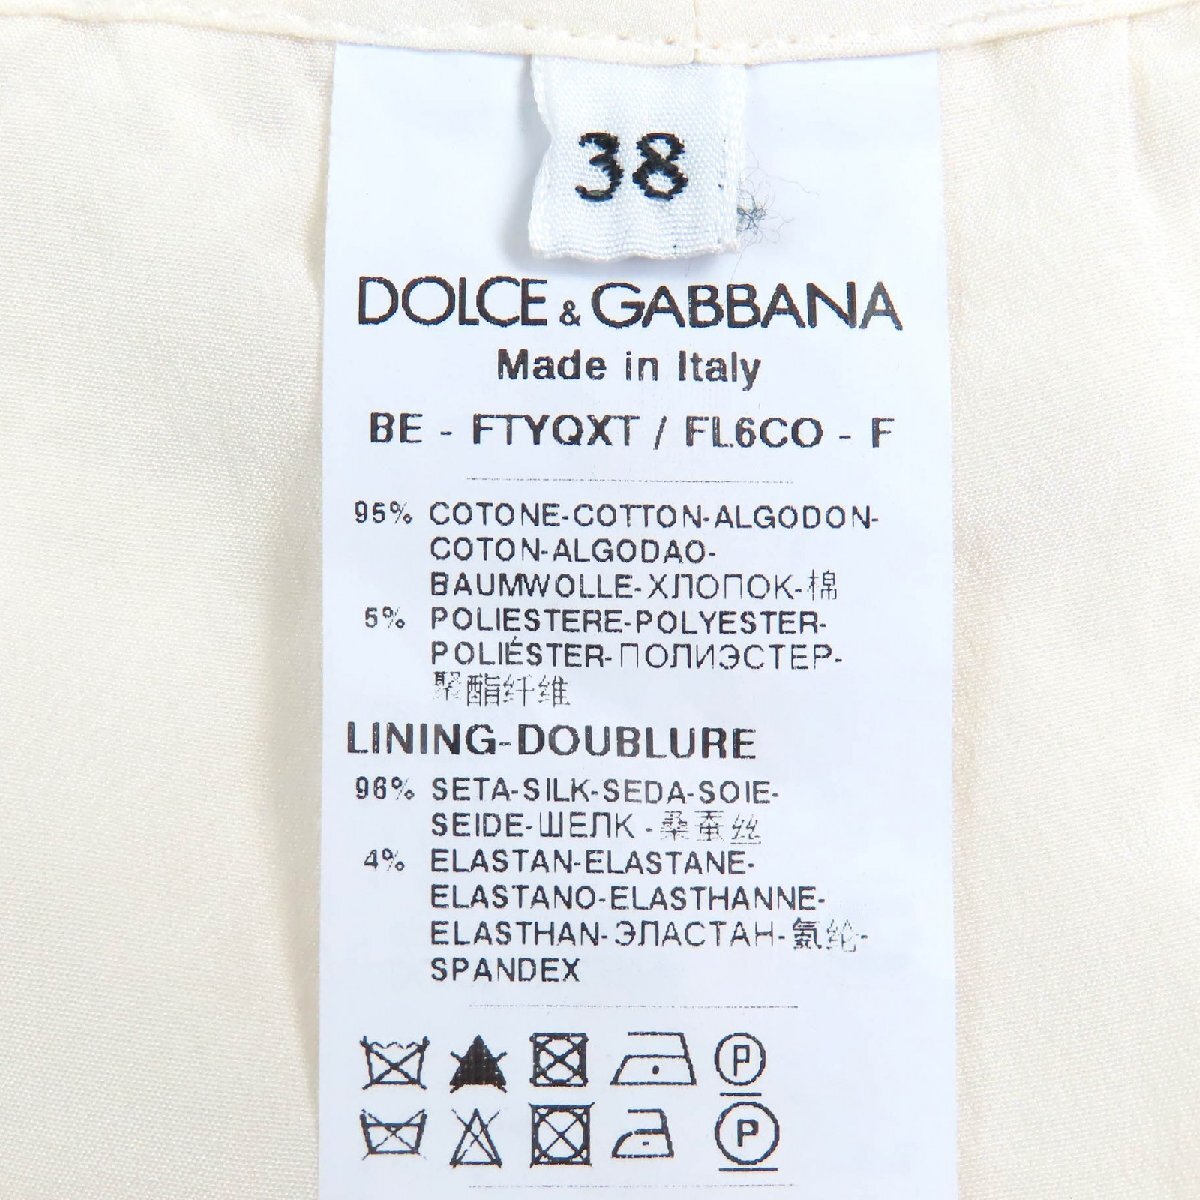 38
DOLCE & GABBANA
Made in Italy
BE - FTYQXT / FL6CO - F
95% COTONE-COTTON-ALGODON-
COTON-ALGODAO-
BAUMWOLLE-ХЛОПОК-棉
5% POLIESTERE-POLYESTER-
POLIÉSTER-ПОЛИЭСТЕР-
聚酯纤维
LINING-DOUBLURE
96% SETA-SILK-SEDA-SOIE-
SEIDE-ШЕЛК -桑蚕丝
4% ELASTAN-ELASTANE-
ELASTANO-ELASTHANNE-
ELASTHAN-ЭЛАСТАН-氨纶-
SPANDEX
P
P